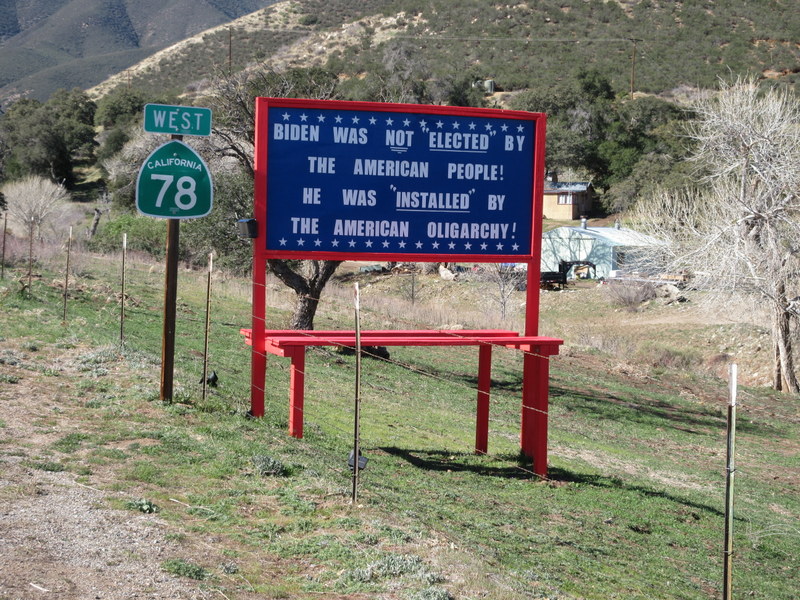 WEST
CALIFORNIA
78
BIDEN WAS NOT "ELECTED" BY
THE AMERICAN PEOPLE!
HE WAS "INSTALLED" BY
THE AMERICAN OLIGARCHY!